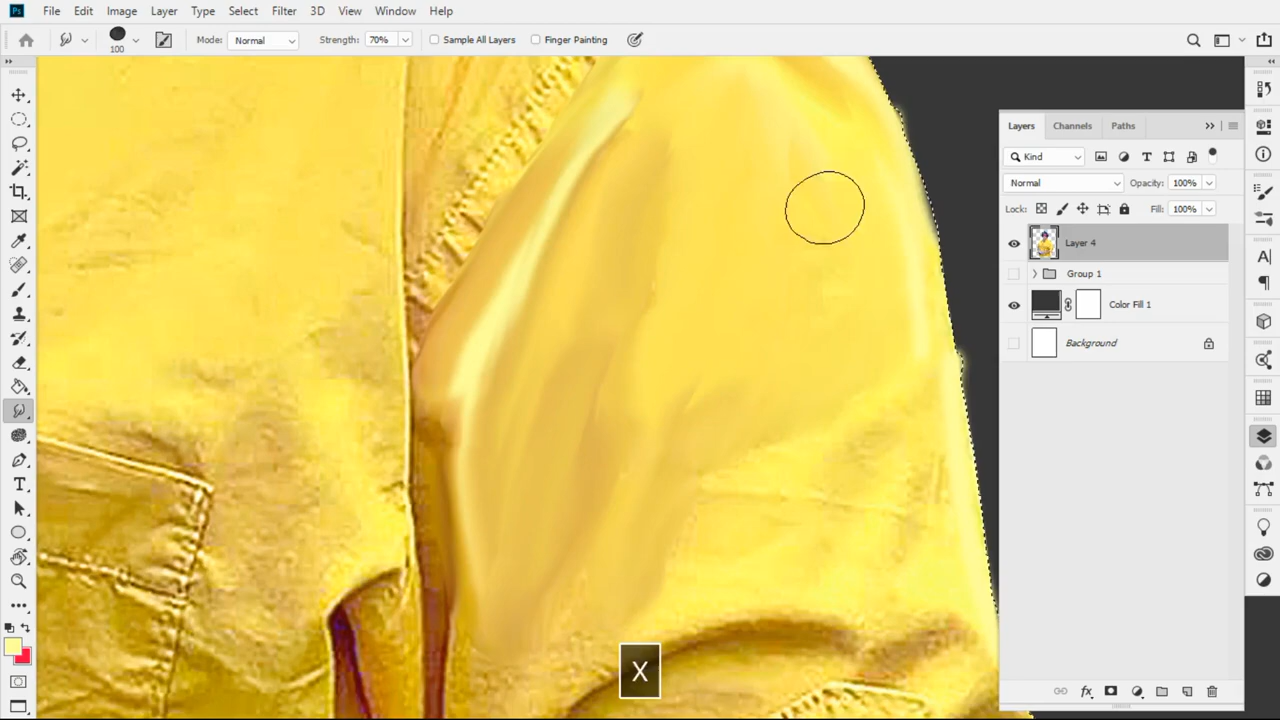 Ps File Edit Image Layer Type Select Filter 3D View Window Help
100 Mode: Normal Strength: 70% Sample All Layers Finger Painting
Layers Channels Paths
Kind
Normal Opacity: 100%
Lock: Fill: 100%
Layer 4
Group 1
Color Fill 1
Background
X